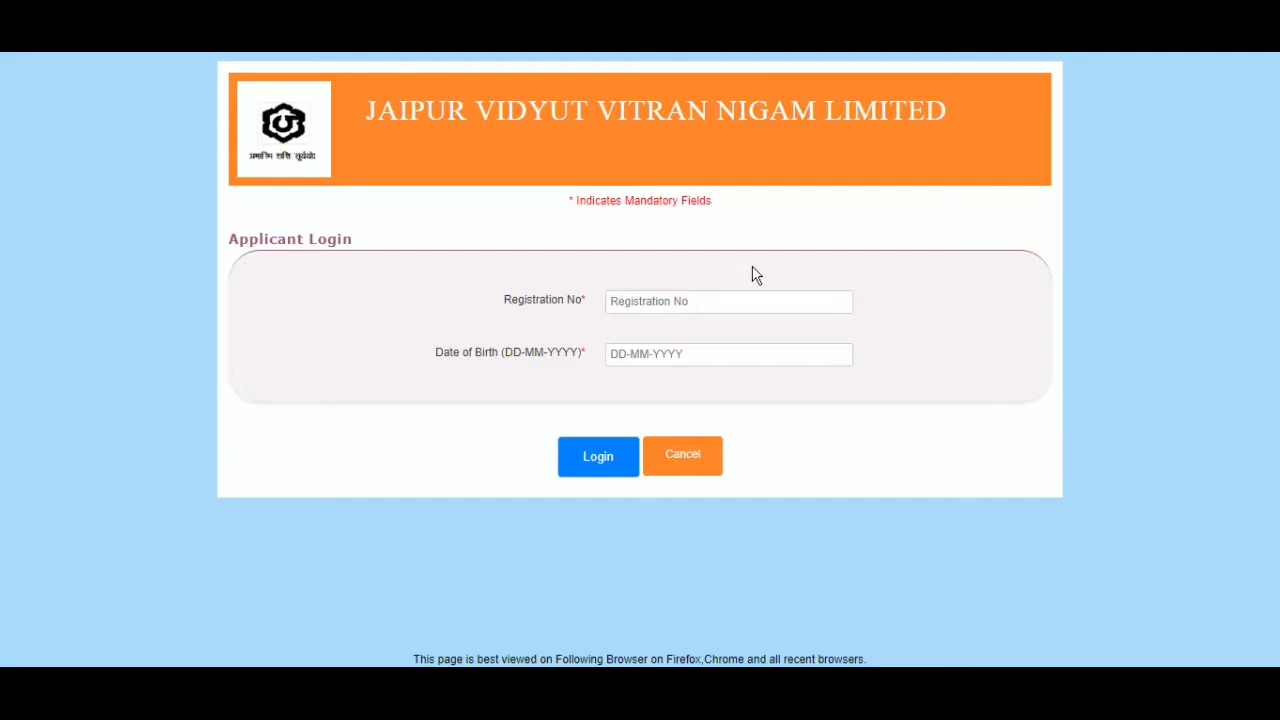 JAIPUR VIDYUT VITRAN NIGAM LIMITED
* Indicates Mandatory Fields
Applicant Login
Registration No* Registration No
Date of Birth (DD-MM-YYYY)* DD-MM-YYYY
Login Cancel
This page is best viewed on Following Browser on Firefox,Chrome and all recent browsers.